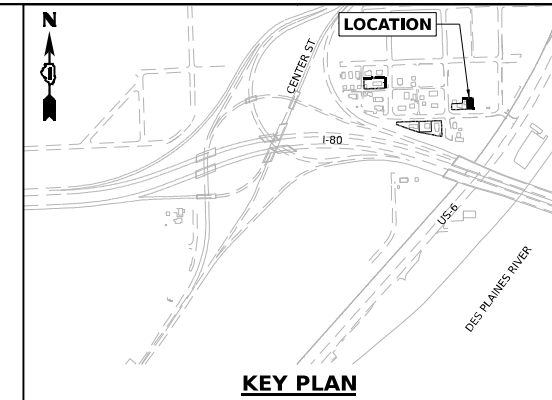 N
LOCATION
CENTER ST
I-80
US-6
DES PLAINES RIVER
KEY PLAN